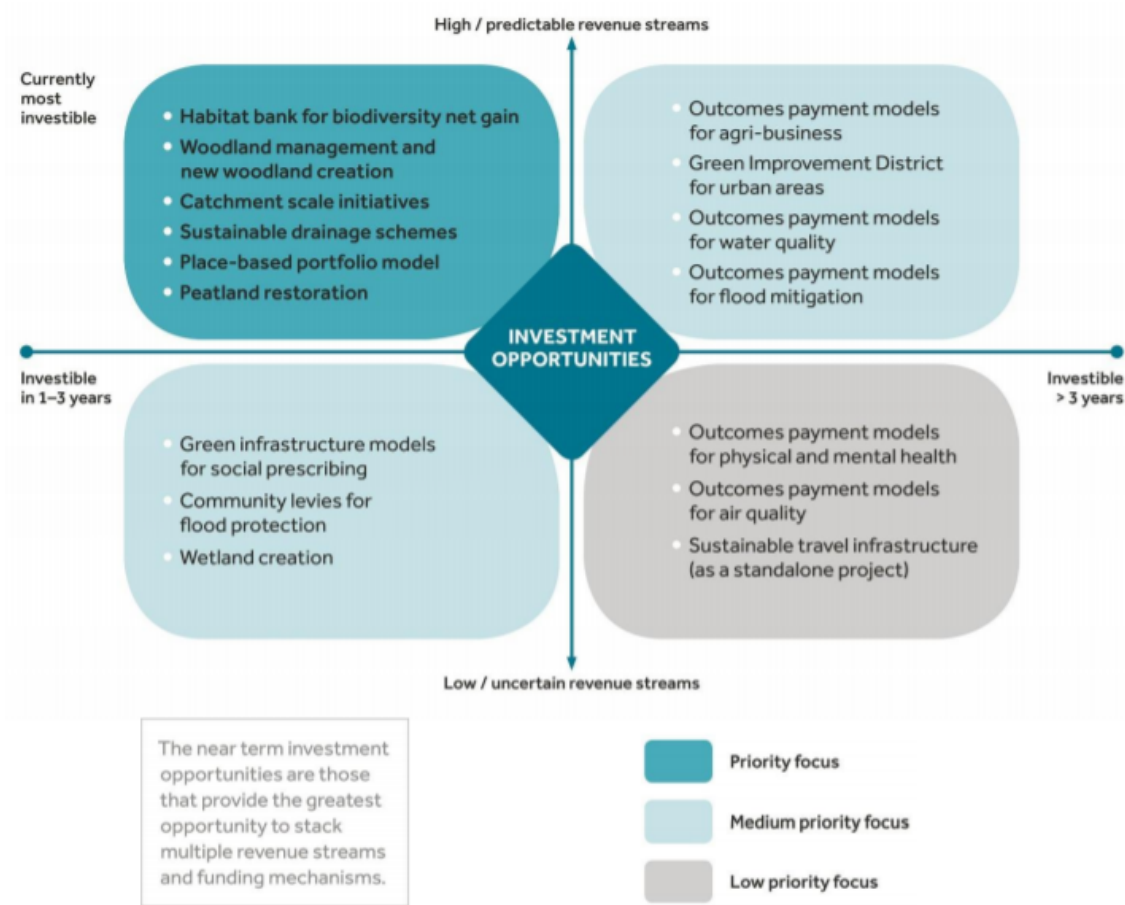 High / predictable revenue streams
Currently
most
investible
Habitat bank for biodiversity net gain
Woodland management and
new woodland creation
Catchment scale initiatives
Sustainable drainage schemes
Place-based portfolio model
Peatland restoration
Outcomes payment models
for agri-business
Green Improvement District
for urban areas
Outcomes payment models
for water quality
Outcomes payment models
for flood mitigation
INVESTMENT
OPPORTUNITIES
Investible
in 1–3 years
Investible
> 3 years
Green infrastructure models
for social prescribing
Community levies for
flood protection
Wetland creation
Outcomes payment models
for physical and mental health
Outcomes payment models
for air quality
Sustainable travel infrastructure
(as a standalone project)
Low / uncertain revenue streams
The near term investment
opportunities are those
that provide the greatest
opportunity to stack
multiple revenue streams
and funding mechanisms.
Priority focus
Medium priority focus
Low priority focus